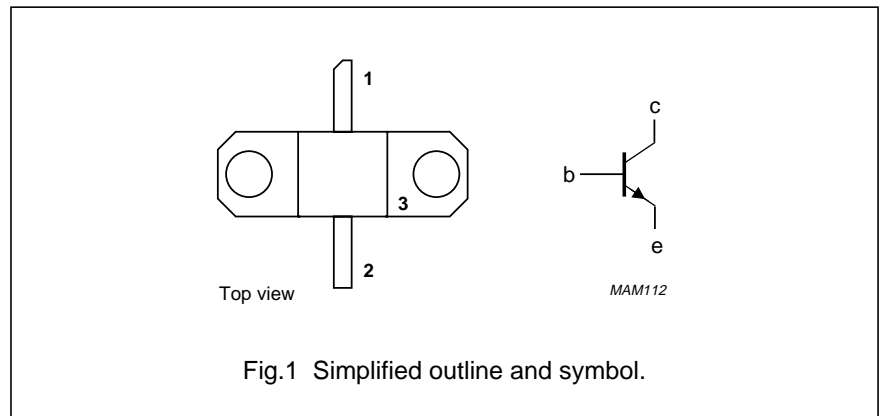 1
c
b
3
e
2
Top view
MAM112
Fig.1 Simplified outline and symbol.